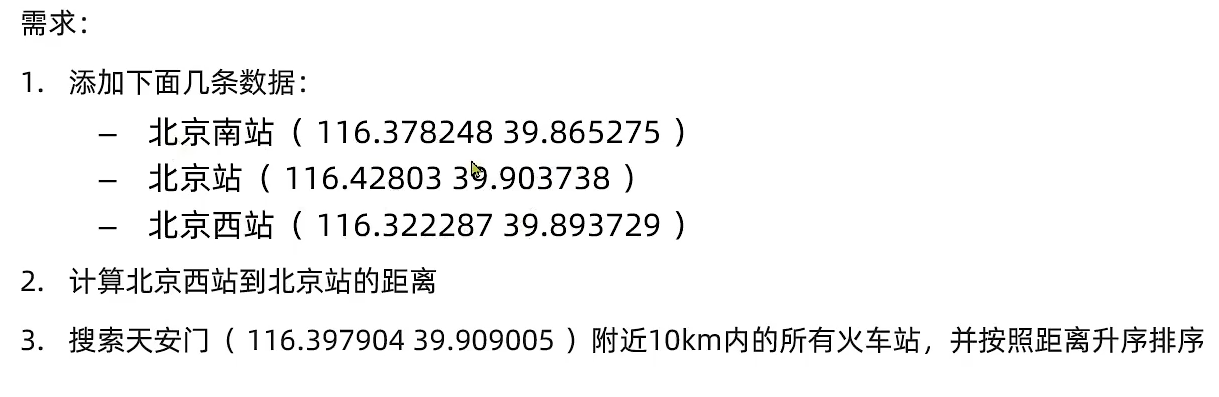 需求：
1. 添加下面几条数据：
– 北京南站（ 116.378248 39.865275 ）
– 北京站（ 116.42803 39.903738 ）
– 北京西站（ 116.322287 39.893729 ）
2. 计算北京西站到北京站的距离
3. 搜索天安门（ 116.397904 39.909005 ）附近10km内的所有火车站，并按照距离升序排序